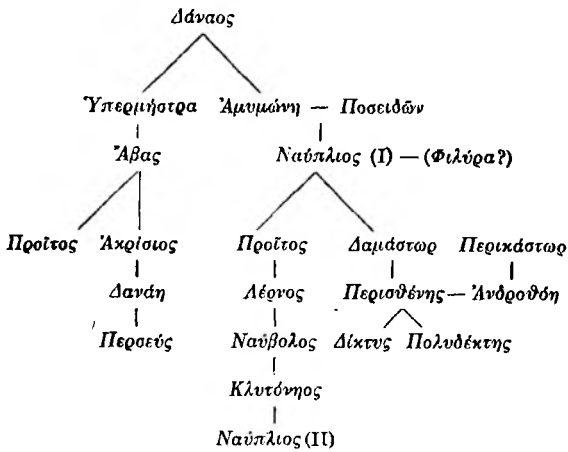 Δάναος
Ὑπερμήστρα Ἀμυμώνη — Ποσειδῶν
Ἄβας Ναύπλιος (I) — (Φιλύρα?)
Προῖτος Ἀκρίσιος Προῖτος Δαμάστωρ Περικάστωρ
Δανάη Λέρνος Περισθένης — Ἀνδροθόη
Περσεύς Ναύβολος Δίκτυς Πολυδέκτης
Κλυτόνηος
Ναύπλιος (II)